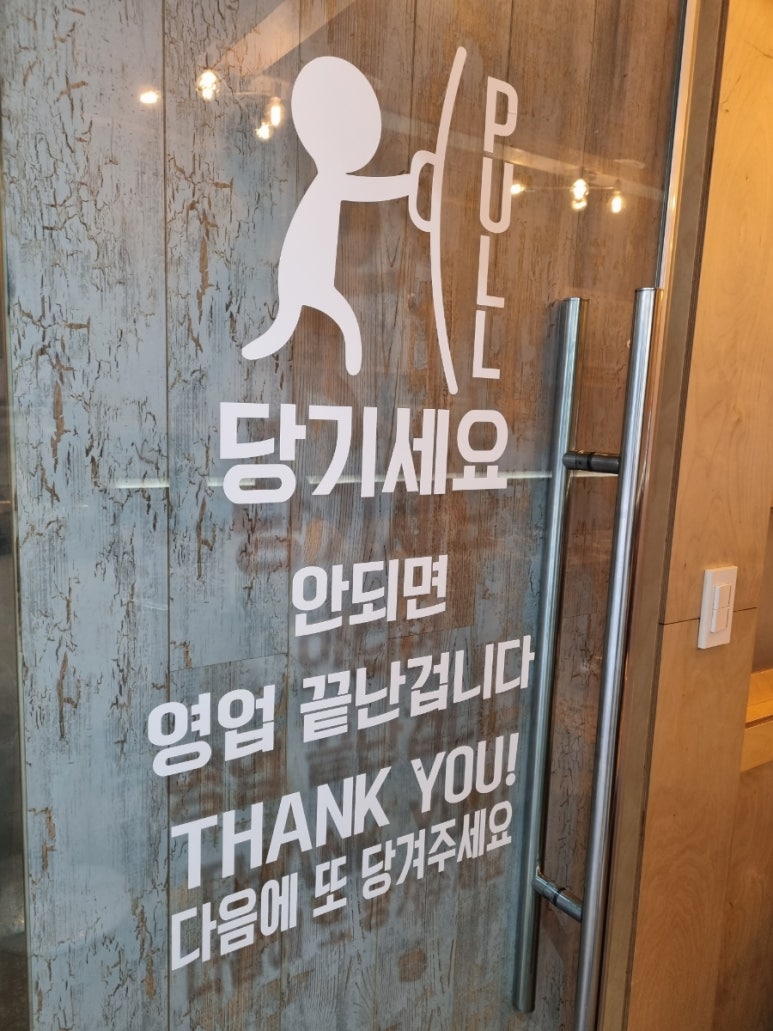 PULL
당기세요
안되면
영업 끝난겁니다
THANK YOU!
다음에 또 당겨주세요